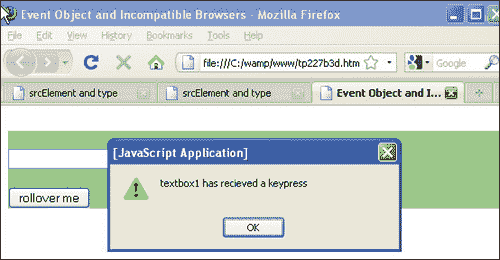 Event Object and Incompatible Browsers - Mozilla Firefox
File Edit View History Bookmarks Tools Help
file:///C:/wamp/www/tp227b3d.htm Google
srcElement and type srcElement and type Event Object and I...
[JavaScript Application]
textbox1 has recieved a keypress
rollover me
OK